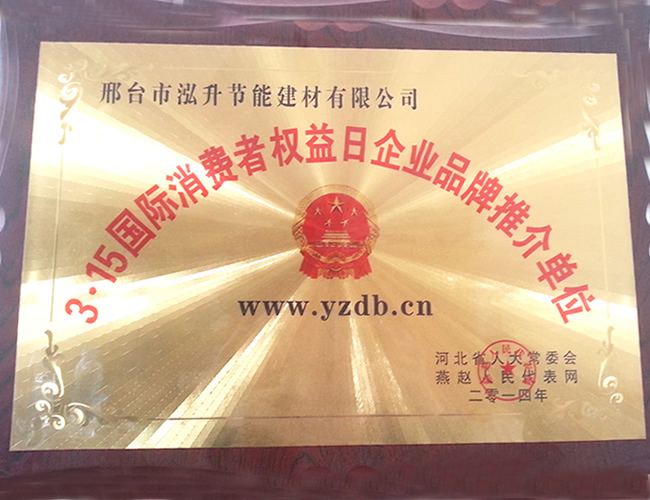 邢台市泓升节能建材有限公司
3·15国际消费者权益日企业品牌推介单位
www.yzdb.cn
河北省人大常委会
燕赵人民代表网
二零一四年